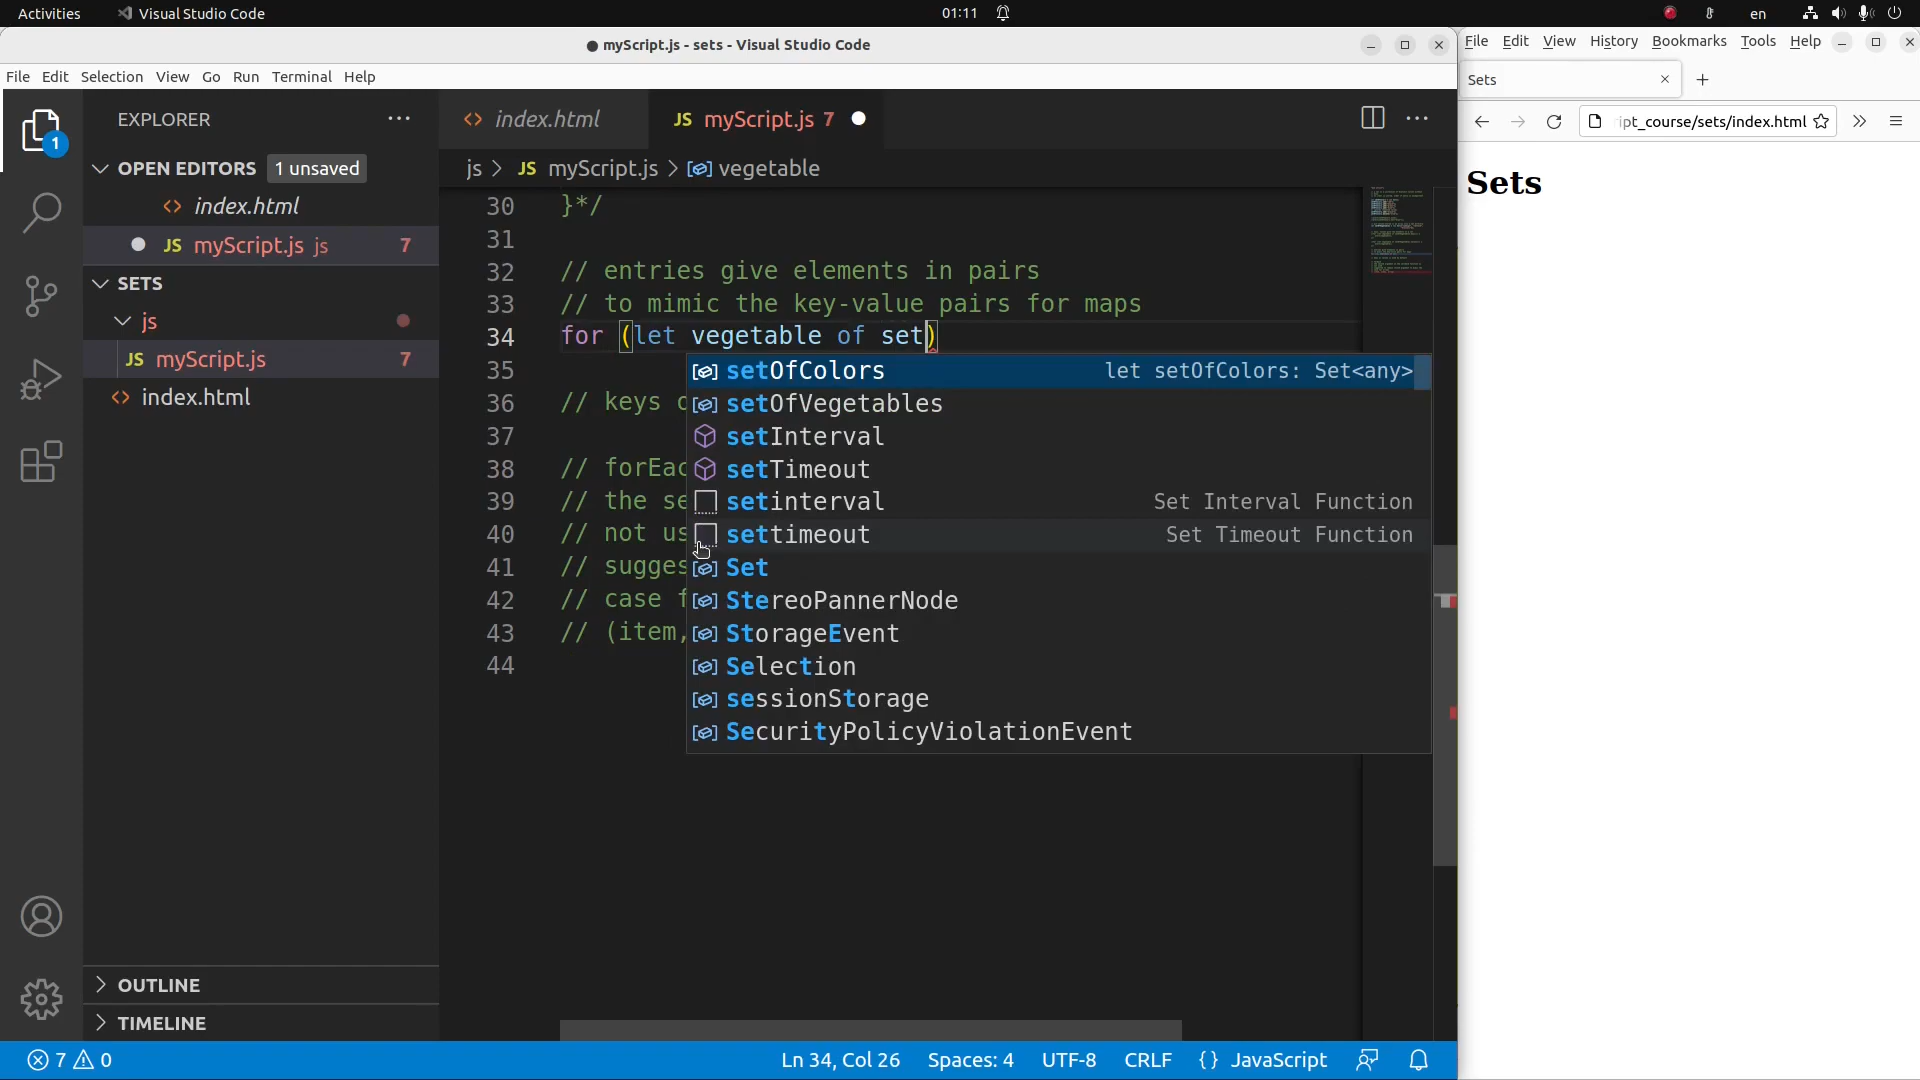 Activities
Visual Studio Code
01:11
en
myScript.js - sets - Visual Studio Code
File Edit Selection View Go Run Terminal Help
File Edit View History Bookmarks Tools Help
Sets
ipt_course/sets/index.html
Sets
EXPLORER
1
OPEN EDITORS 1 unsaved
index.html
JS myScript.js js 7
SETS
js
JS myScript.js 7
index.html
OUTLINE
TIMELINE
index.html
JS myScript.js 7
js > JS myScript.js > vegetable
30 }*/
31
32 // entries give elements in pairs
33 // to mimic the key-value pairs for maps
34 for (let vegetable of set)
35
36 // keys
37
38 // forEac
39 // the se
40 // not us
41 // sugges
42 // case f
43 // (item,
44
setOfColors let setOfColors: Set<any>
setOfVegetables
setInterval
setTimeout
setinterval Set Interval Function
settimeout Set Timeout Function
Set
StereoPannerNode
StorageEvent
Selection
sessionStorage
SecurityPolicyViolationEvent
7 0
Ln 34, Col 26 Spaces: 4 UTF-8 CRLF { } JavaScript